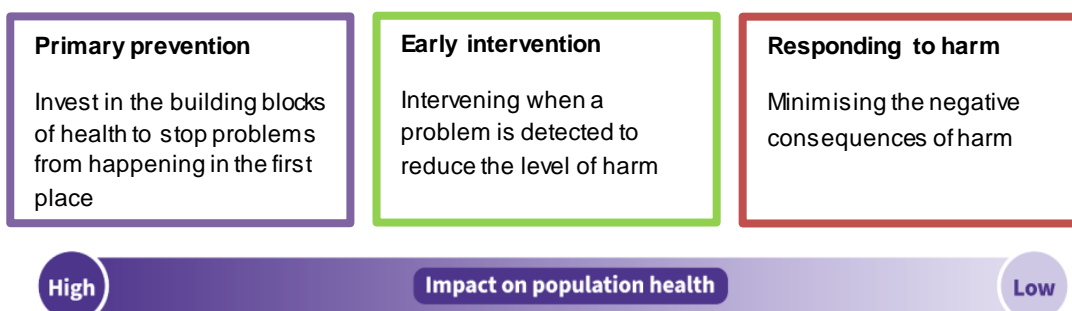 Primary prevention
Invest in the building blocks
of health to stop problems
from happening in the first
place
Early intervention
Intervening when a
problem is detected to
reduce the level of harm
Responding to harm
Minimising the negative
consequences of harm
High
Impact on population health
Low